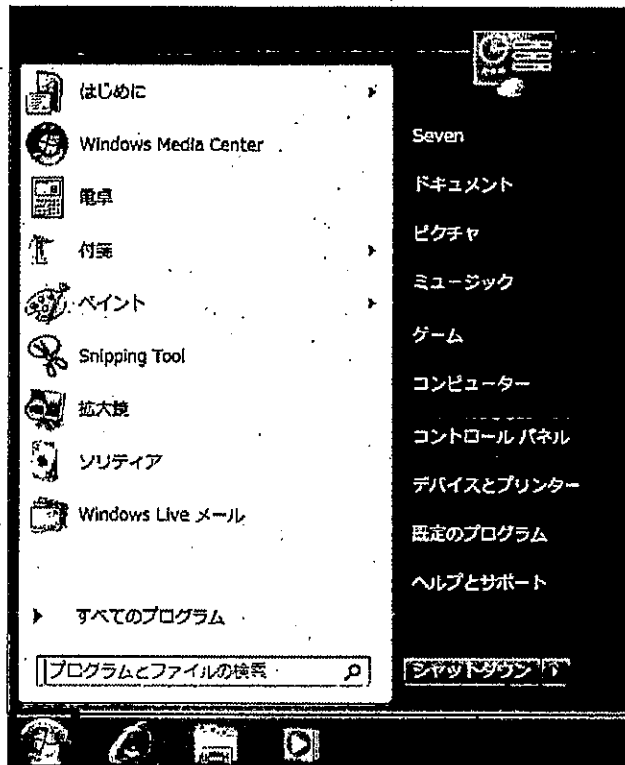 はじめに
Windows Media Center
電卓
付箋
ペイント
Snipping Tool
拡大鏡
ソリティア
Windows Live メール
すべてのプログラム
プログラムとファイルの検索
Seven
ドキュメント
ピクチャ
ミュージック
ゲーム
コンピューター
コントロール パネル
デバイスとプリンター
既定のプログラム
ヘルプとサポート
シャットダウン